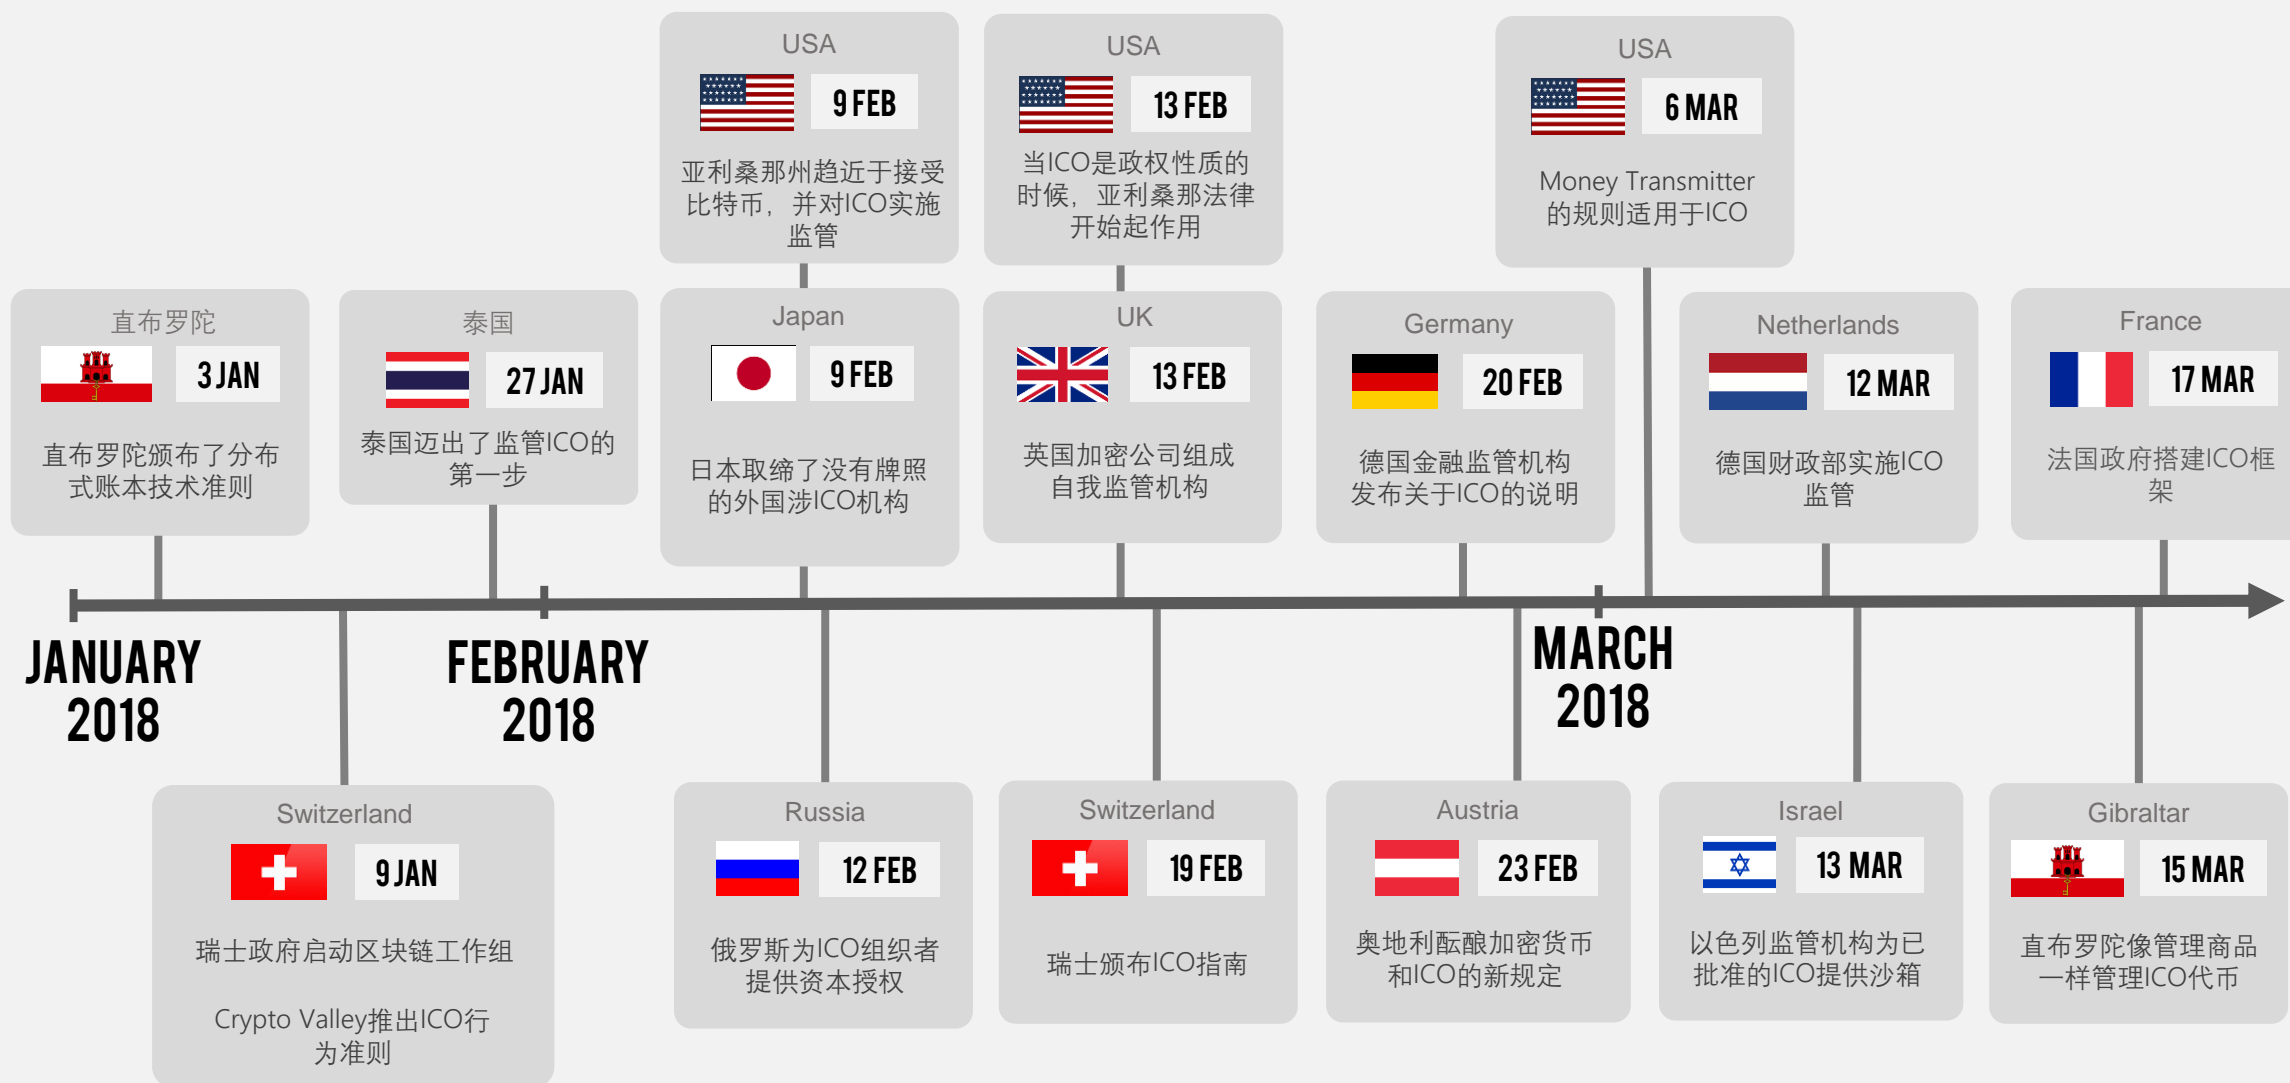 USA
9 FEB
亚利桑那州趋近于接受
比特币，并对ICO实施
监管
USA
13 FEB
当ICO是政权性质的
时候，亚利桑那法律
开始起作用
USA
6 MAR
Money Transmitter
的规则适用于ICO
直布罗陀
3 JAN
直布罗陀颁布了分布
式账本技术准则
泰国
27 JAN
泰国迈出了监管ICO的
第一步
Japan
9 FEB
日本取缔了没有牌照
的外国涉ICO机构
UK
13 FEB
英国加密公司组成
自我监管机构
Germany
20 FEB
德国金融监管机构
发布关于ICO的说明
Netherlands
12 MAR
德国财政部实施ICO
监管
France
17 MAR
法国政府搭建ICO框
架
JANUARY
2018
FEBRUARY
2018
MARCH
2018
Switzerland
9 JAN
瑞士政府启动区块链工作组
Crypto Valley推出ICO行
为准则
Russia
12 FEB
俄罗斯为ICO组织者
提供资本授权
Switzerland
19 FEB
瑞士颁布ICO指南
Austria
23 FEB
奥地利酝酿加密货币
和ICO的新规定
Israel
13 MAR
以色列监管机构为已
批准的ICO提供沙箱
Gibraltar
15 MAR
直布罗陀像管理商品
一样管理ICO代币